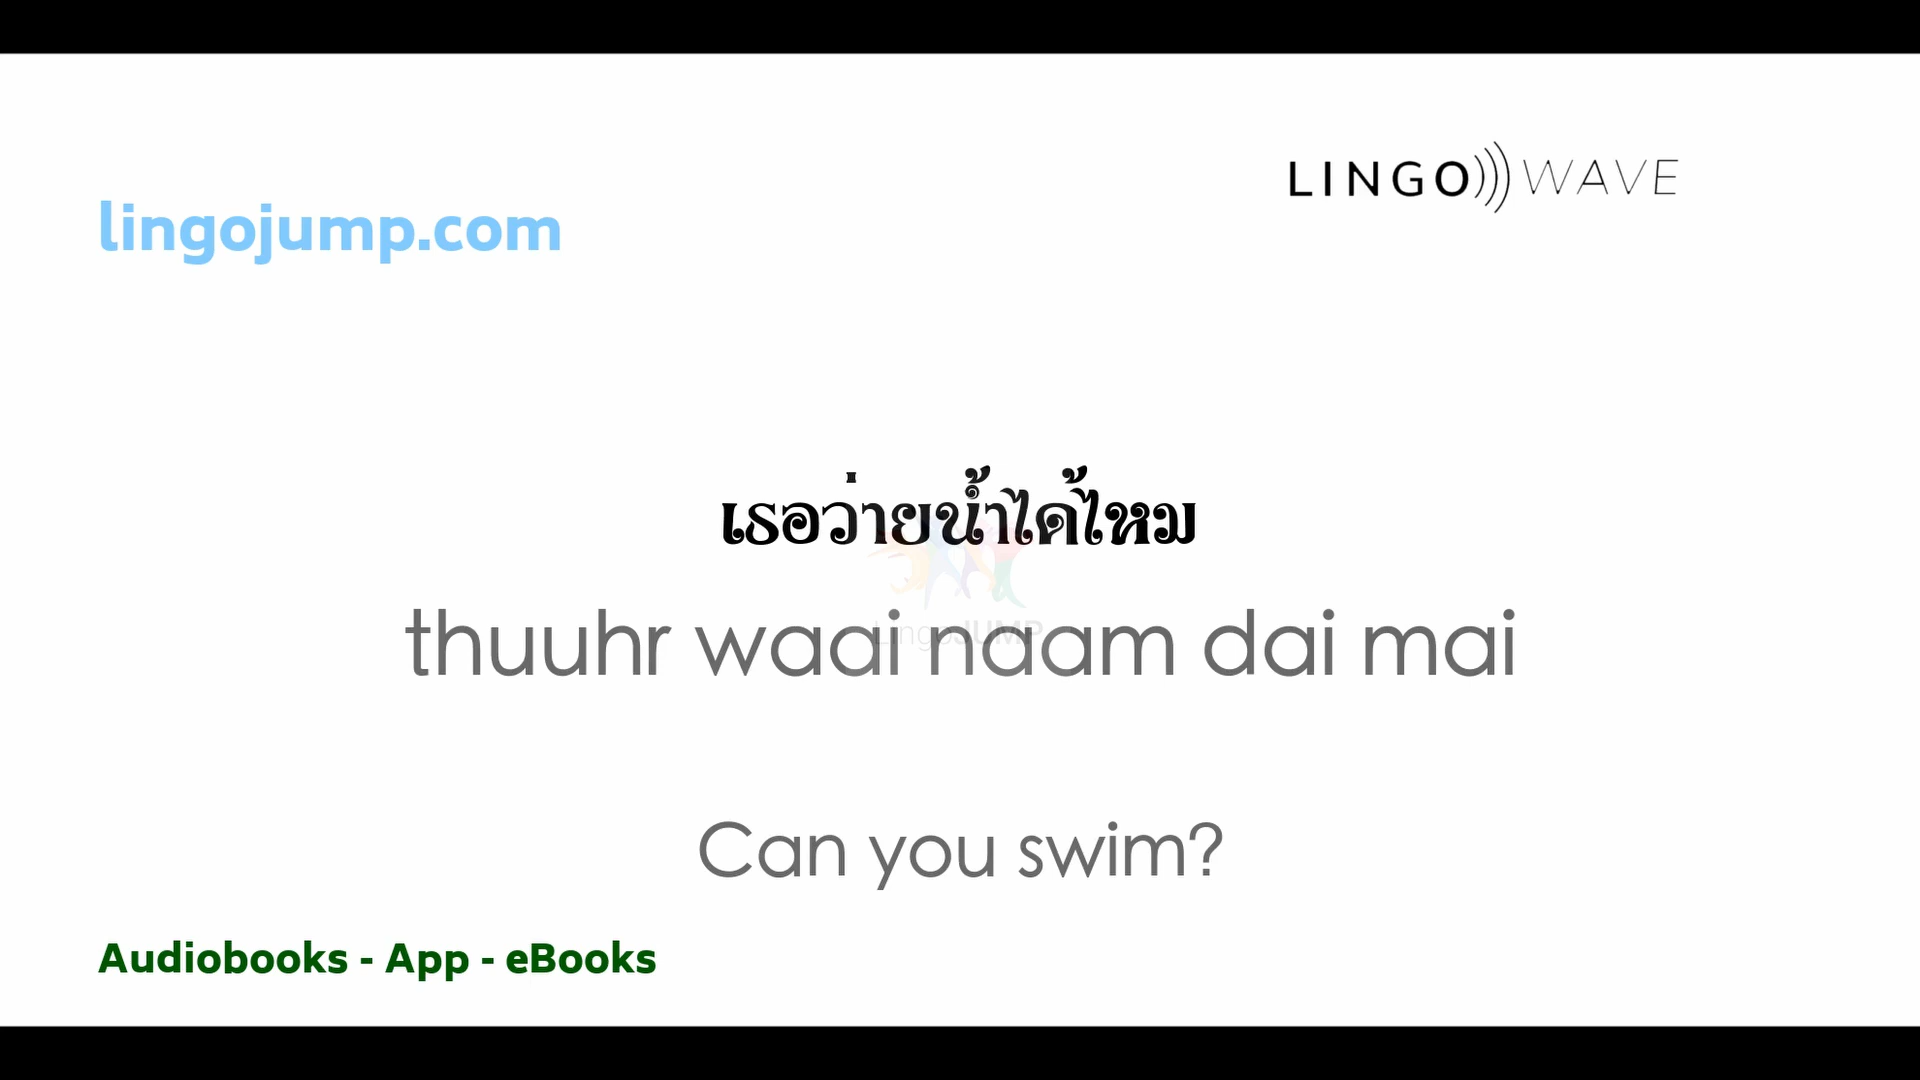 LINGO WAVE
lingojump.com
เธอว่ายน้ำได้ไหม
LingoJUMP
thuuhr waai naam dai mai
Can you swim?
Audiobooks - App - eBooks